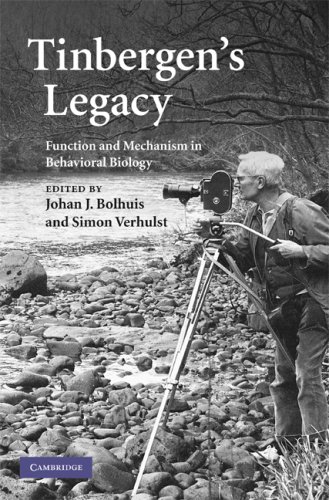 Tinbergen's
Legacy
Function and Mechanism in
Behavioral Biology
EDITED BY
Johan J. Bolhuis
and Simon Verhulst
CAMBRIDGE